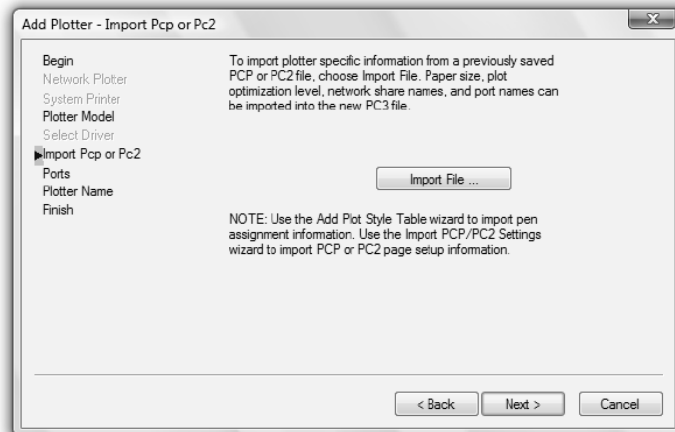 Add Plotter - Import Pcp or Pc2
X
Begin
Network Plotter
System Printer
Plotter Model
Select Driver
Import Pcp or Pc2
Ports
Plotter Name
Finish
To import plotter specific information from a previously saved
PCP or PC2 file, choose Import File. Paper size, plot
optimization level, network share names, and port names can
be imported into the new PC3 file.
Import File ...
NOTE: Use the Add Plot Style Table wizard to import pen
assignment information. Use the Import PCP/PC2 Settings
wizard to import PCP or PC2 page setup information.
< Back
Next >
Cancel